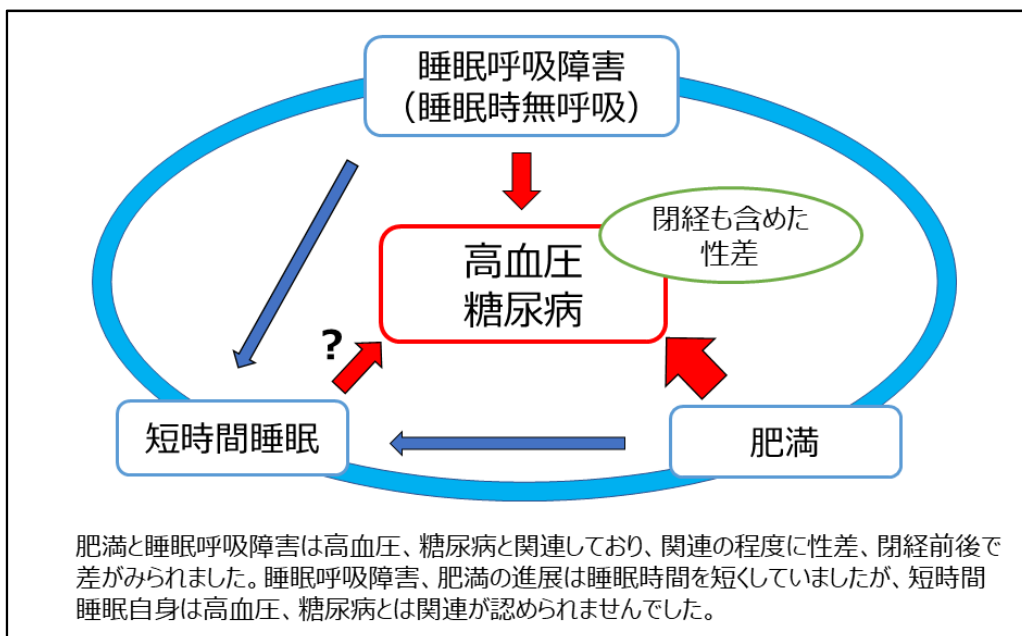 睡眠呼吸障害
（睡眠時無呼吸）
閉経も含めた
性差
高血圧
糖尿病
?
短時間睡眠
肥満
肥満と睡眠呼吸障害は高血圧、糖尿病と関連しており、関連の程度に性差、閉経前後で
差がみられました。睡眠呼吸障害、肥満の進展は睡眠時間を短くしていましたが、短時間
睡眠自身は高血圧、糖尿病とは関連が認められませんでした。